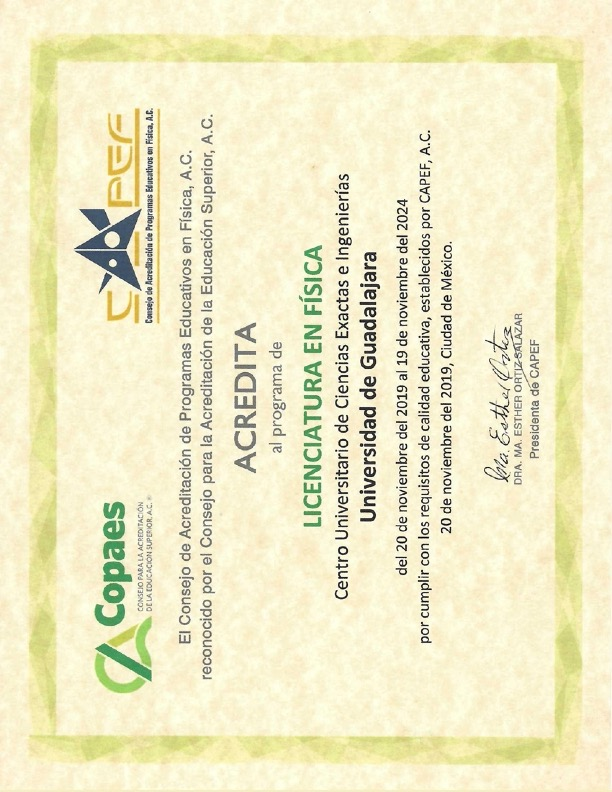 Copaes
CONSEJO PARA LA ACREDITACIÓN
DE LA EDUCACIÓN SUPERIOR, A.C. ®
CAPEF
Consejo de Acreditación de Programas Educativos en Física, A.C.
El Consejo de Acreditación de Programas Educativos en Física, A.C.
reconocido por el Consejo para la Acreditación de la Educación Superior, A.C.
ACREDITA
al programa de
LICENCIATURA EN FÍSICA
Centro Universitario de Ciencias Exactas e Ingenierías
Universidad de Guadalajara
del 20 de noviembre del 2019 al 19 de noviembre del 2024
por cumplir con los requisitos de calidad educativa, establecidos por CAPEF, A.C.
20 de noviembre del 2019, Ciudad de México.
Ma. Esther Ortiz
DRA. MA. ESTHER ORTIZ SALAZAR
Presidenta de CAPEF